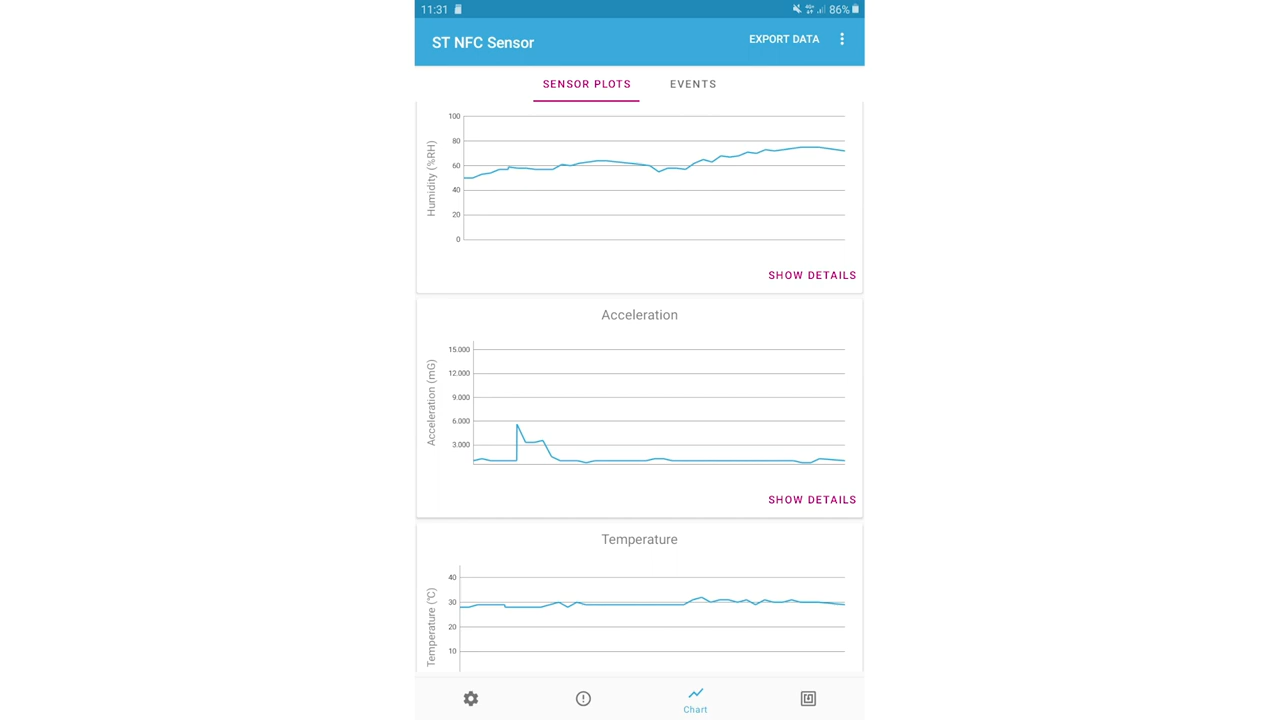 11:31 86%
ST NFC Sensor EXPORT DATA
SENSOR PLOTS EVENTS
Humidity (%RH)
100
80
60
40
20
0
SHOW DETAILS
Acceleration
Acceleration (mG)
15.000
12.000
9.000
6.000
3.000
SHOW DETAILS
Temperature
Temperature (°C)
40
30
20
10
Chart